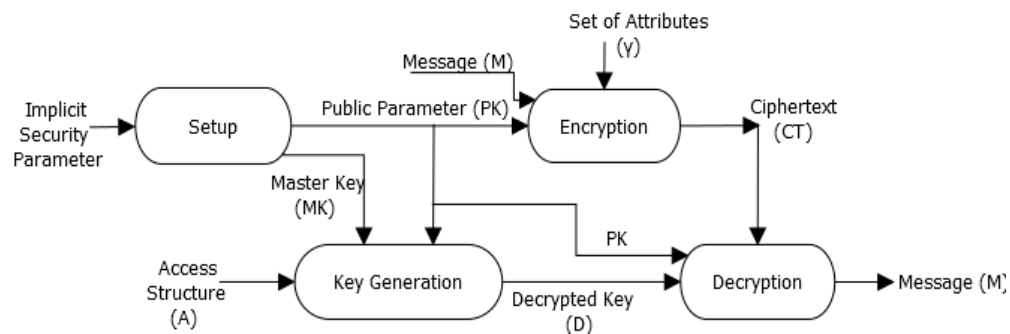 Set of Attributes
(γ)
Message (M)
Implicit
Security
Parameter
Setup
Public Parameter (PK)
Encryption
Ciphertext
(CT)
Master Key
(MK)
PK
Access
Structure
(A)
Key Generation
Decrypted Key
(D)
Decryption
Message (M)